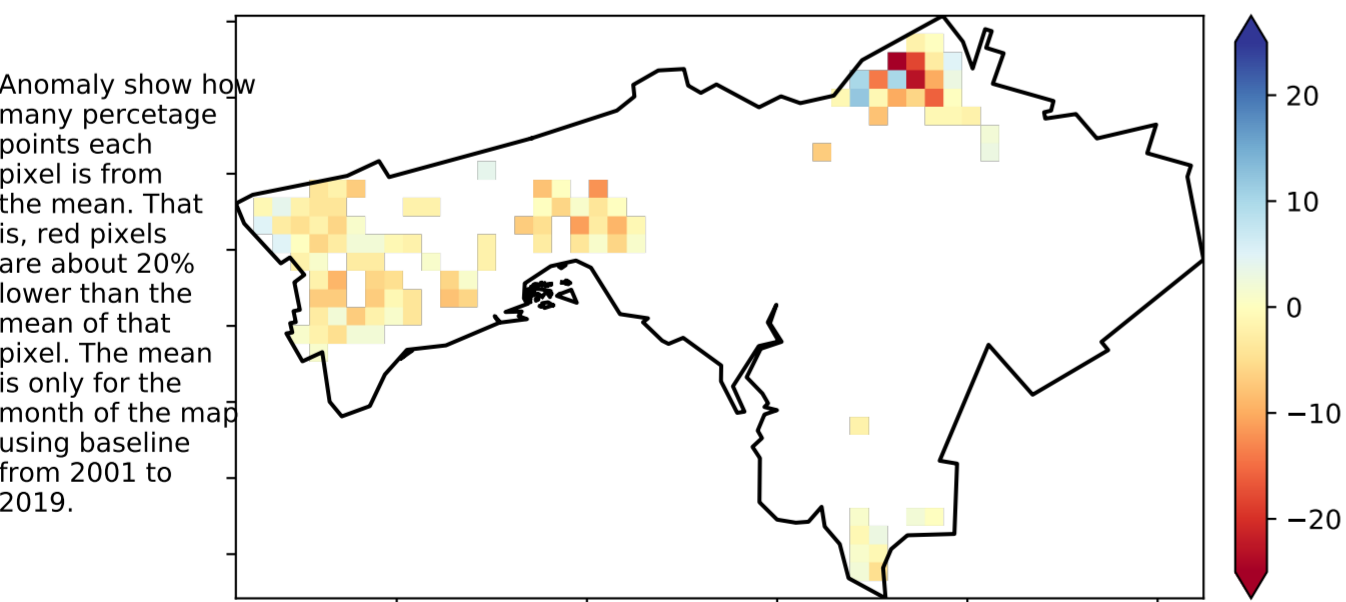 Anomaly show how
many percetage
points each
pixel is from
the mean. That
is, red pixels
are about 20%
lower than the
mean of that
pixel. The mean
is only for the
month of the map
using baseline
from 2001 to
2019.
20
10
0
−10
−20